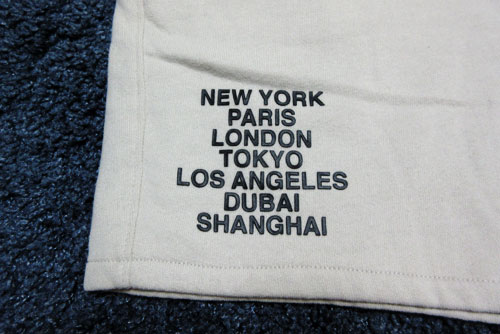 NEW YORK
PARIS
LONDON
TOKYO
LOS ANGELES
DUBAI
SHANGHAI